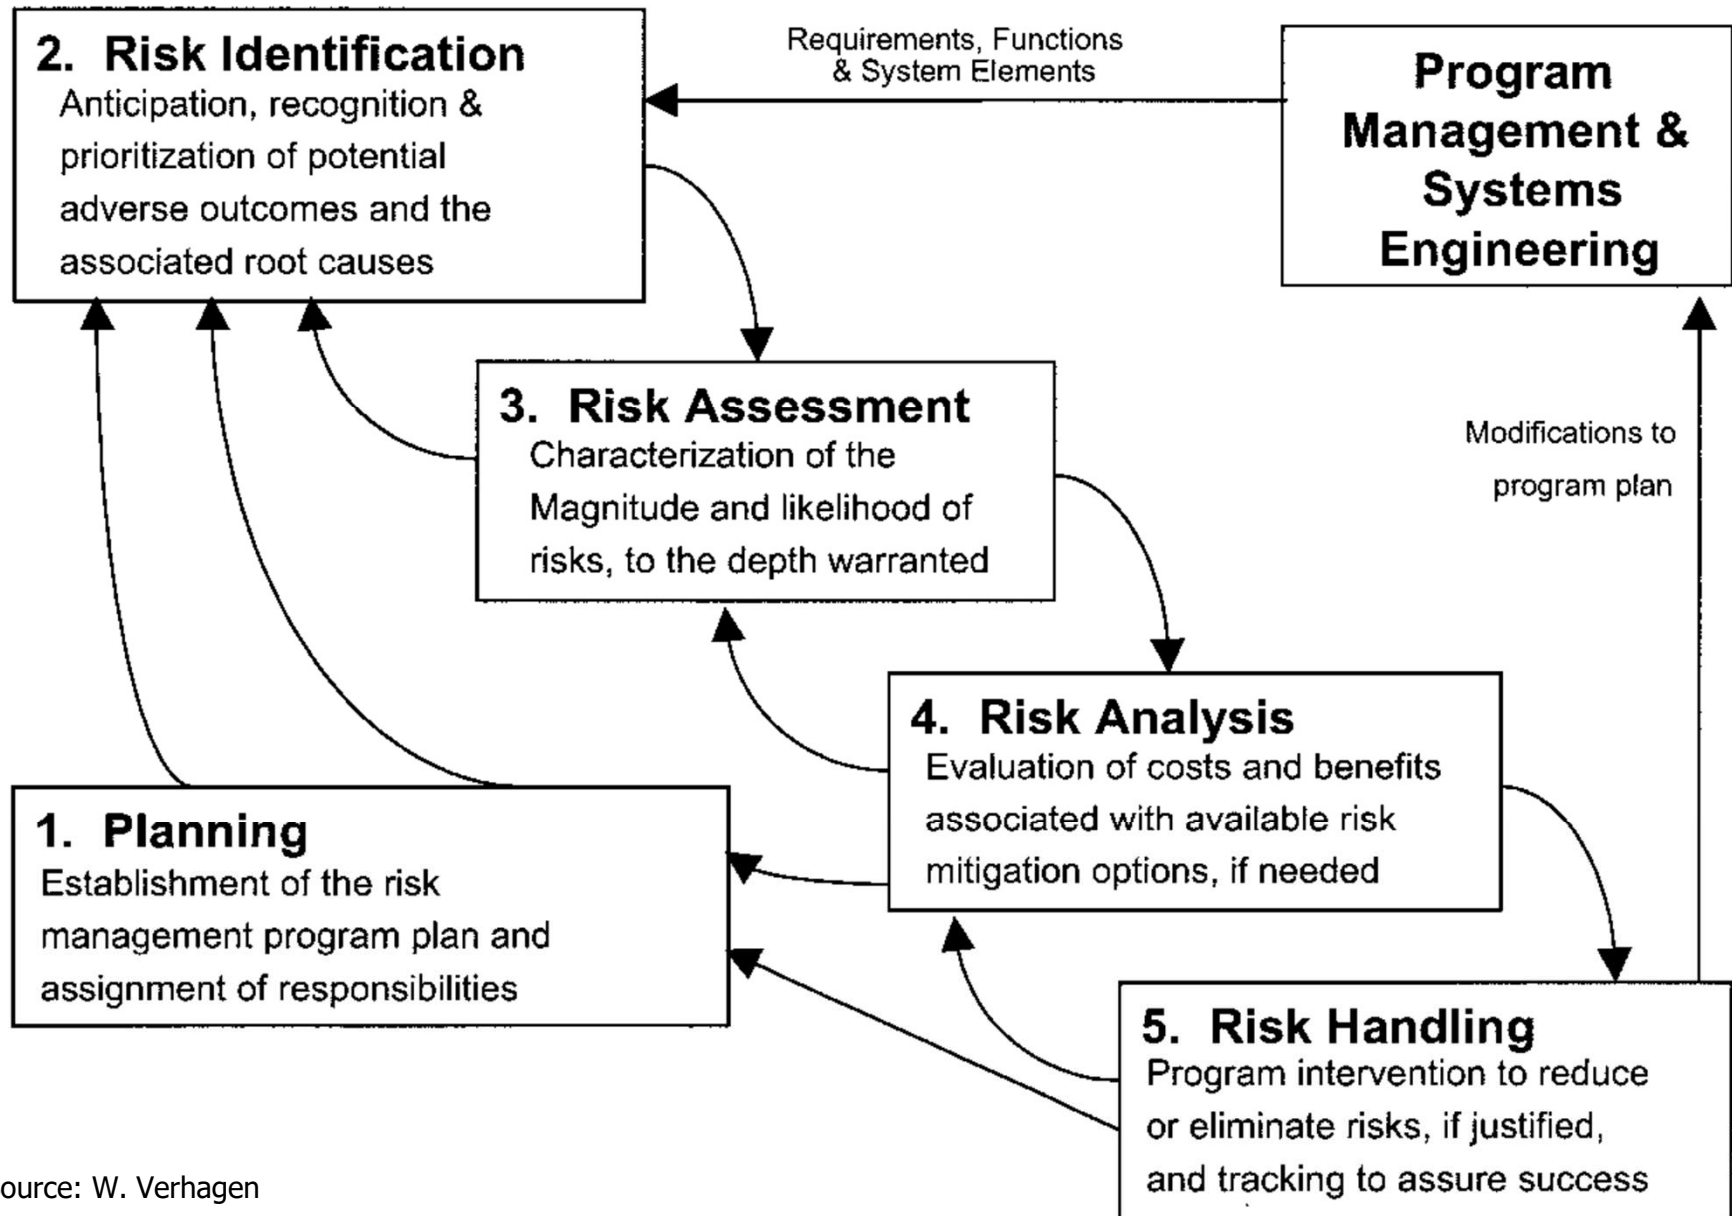 2. Risk Identification
Anticipation, recognition &
prioritization of potential
adverse outcomes and the
associated root causes
Requirements, Functions
& System Elements
Program
Management &
Systems
Engineering
3. Risk Assessment
Characterization of the
Magnitude and likelihood of
risks, to the depth warranted
Modifications to
program plan
4. Risk Analysis
Evaluation of costs and benefits
associated with available risk
mitigation options, if needed
1. Planning
Establishment of the risk
management program plan and
assignment of responsibilities
5. Risk Handling
Program intervention to reduce
or eliminate risks, if justified,
and tracking to assure success
ource: W. Verhagen